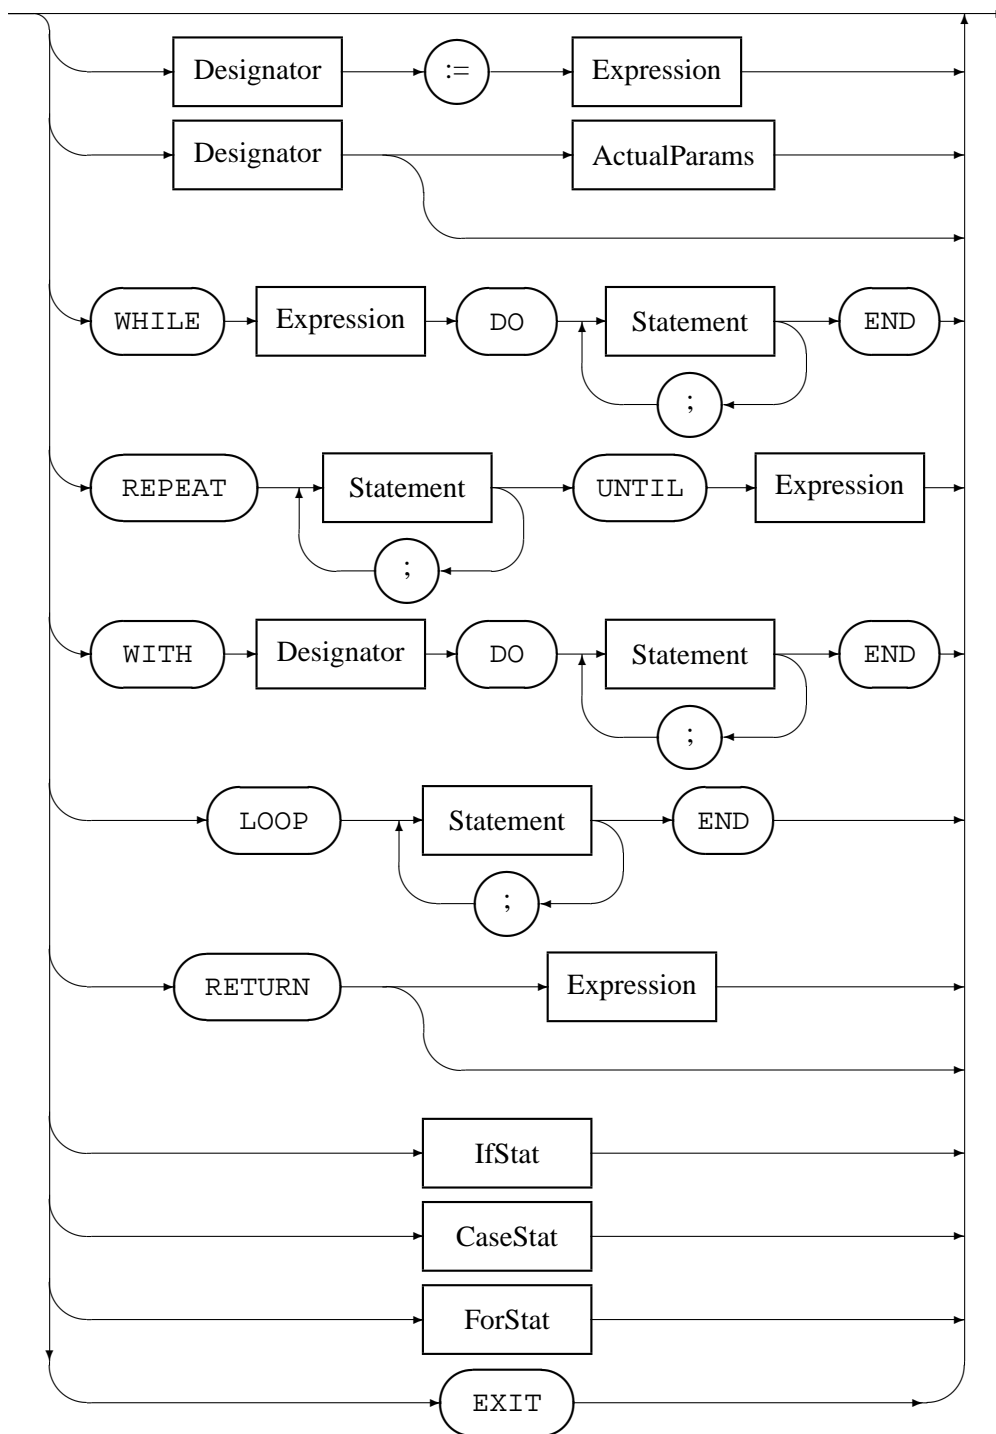 Designator := Expression
Designator ActualParams
WHILE Expression DO Statement END
;
REPEAT Statement UNTIL Expression
;
WITH Designator DO Statement END
;
LOOP Statement END
;
RETURN Expression
IfStat
CaseStat
ForStat
EXIT